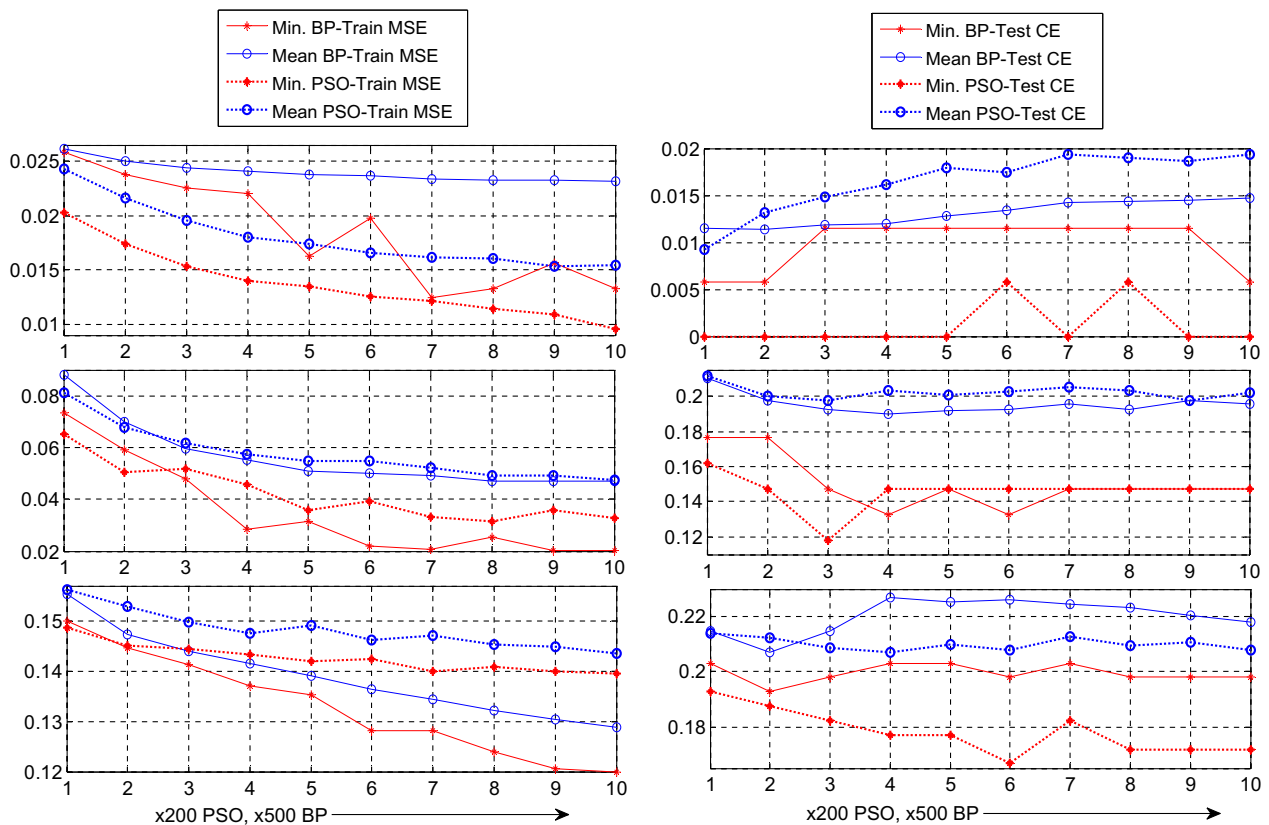 Min. BP-Train MSE
Mean BP-Train MSE
Min. PSO-Train MSE
Mean PSO-Train MSE
0.025
0.02
0.015
0.01
1 2 3 4 5 6 7 8 9 10
0.08
0.06
0.04
0.02
1 2 3 4 5 6 7 8 9 10
0.15
0.14
0.13
0.12
1 2 3 4 5 6 7 8 9 10
x200 PSO, x500 BP
Min. BP-Test CE
Mean BP-Test CE
Min. PSO-Test CE
Mean PSO-Test CE
0.02
0.015
0.01
0.005
0
1 2 3 4 5 6 7 8 9 10
0.2
0.18
0.16
0.14
0.12
1 2 3 4 5 6 7 8 9 10
0.22
0.2
0.18
1 2 3 4 5 6 7 8 9 10
x200 PSO, x500 BP